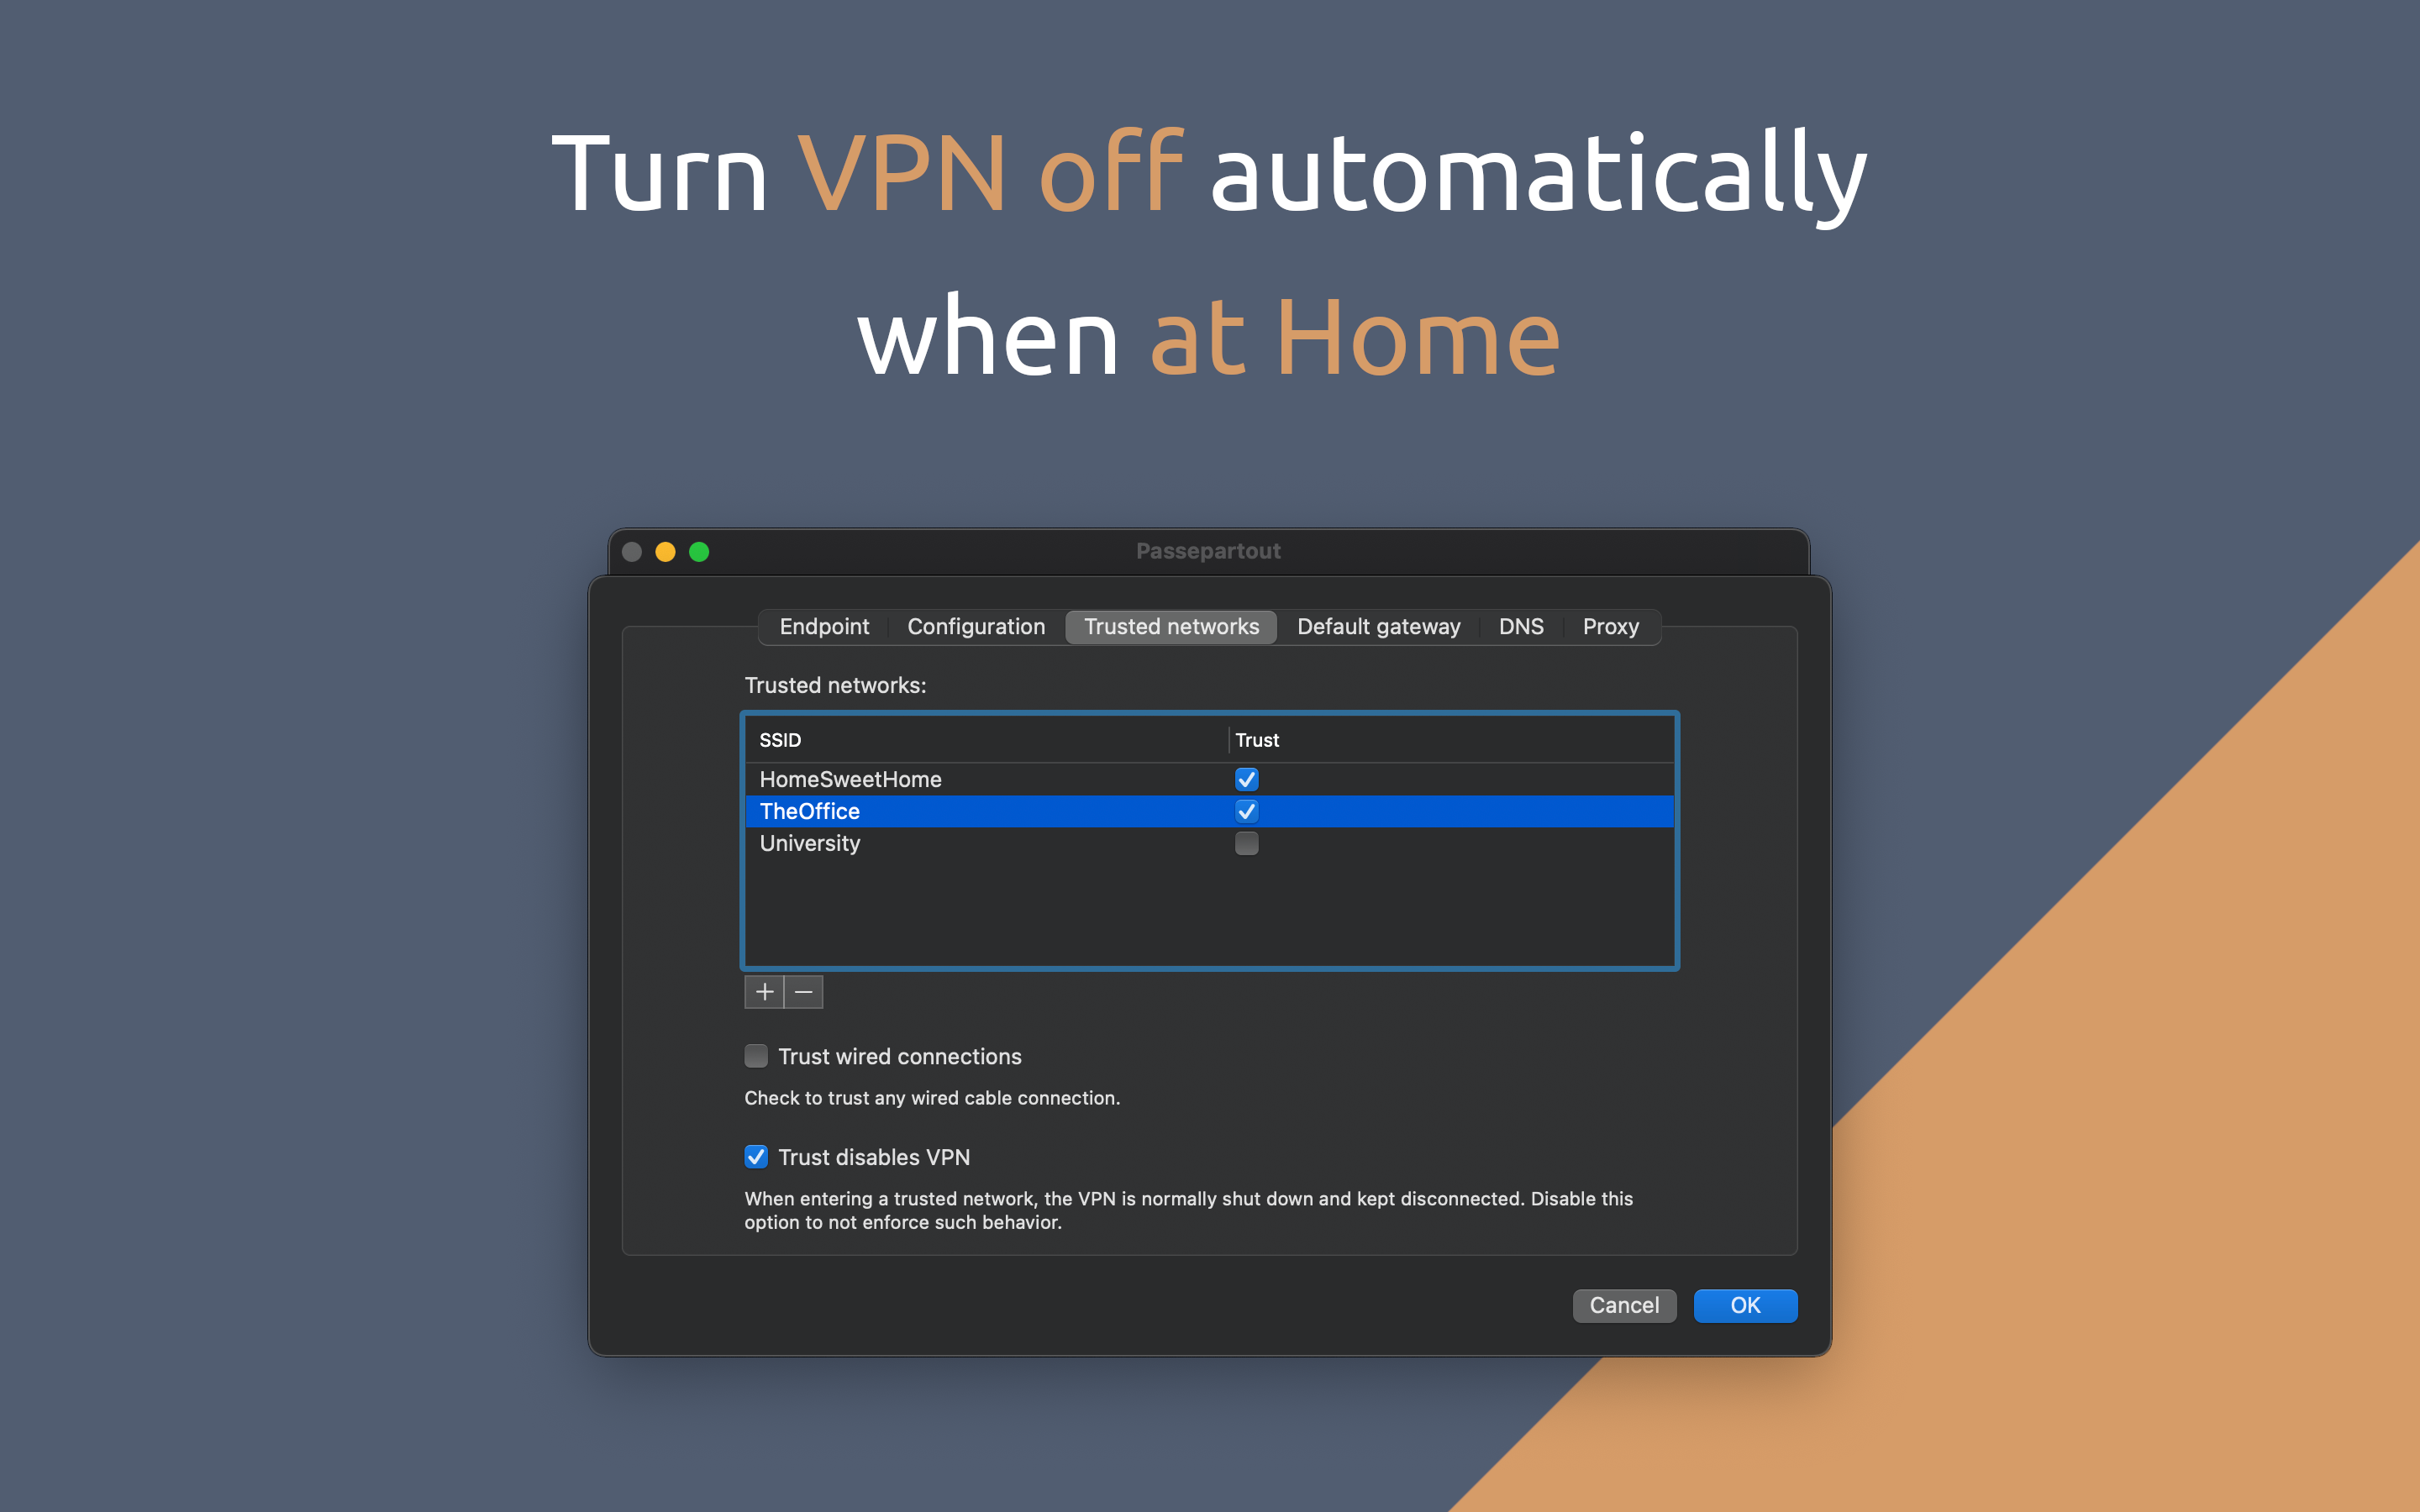 Turn VPN off automatically
when at Home
Passepartout
Endpoint Configuration Trusted networks Default gateway DNS Proxy
Trusted networks:
SSID Trust
HomeSweetHome
TheOffice
University
Trust wired connections
Check to trust any wired cable connection.
Trust disables VPN
When entering a trusted network, the VPN is normally shut down and kept disconnected. Disable this
option to not enforce such behavior.
Cancel OK